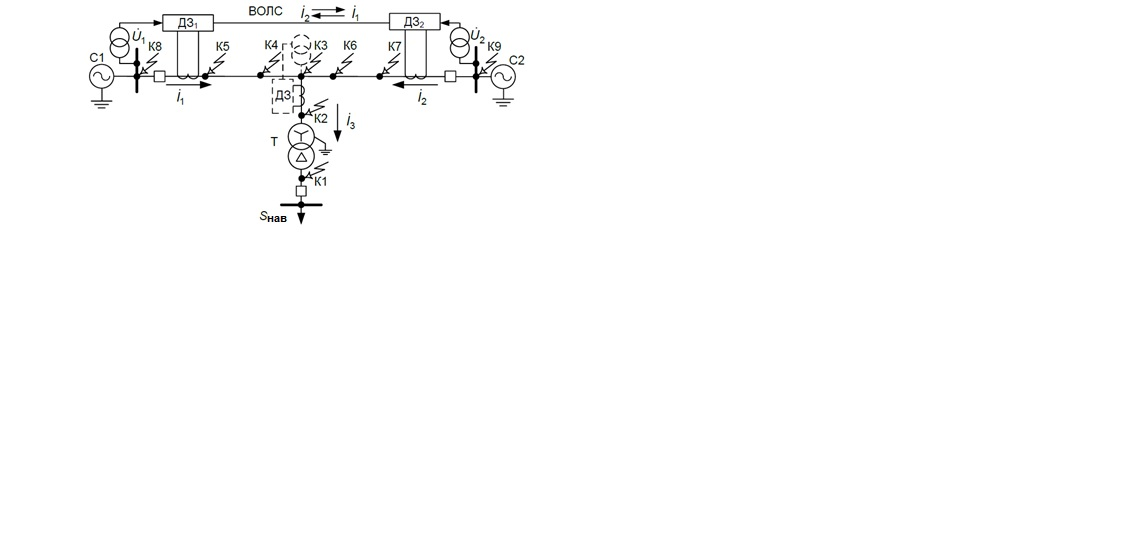 ВОЛС İ₂ İ₁
ДЗ₁ ДЗ₂
U̇₁ U̇₂
К8 К5 К4 К3 К6 К7 К9
С1 С2
İ₁ ДЗ İ₂
К2 İ₃
Т
К1
Sнав